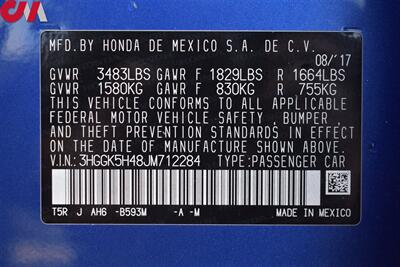 MFD.BY HONDA DE MEXICO S.A. DE C.V.
08/'17
GVWR 3483LBS GAWR F 1829LBS R 1664LBS
GVWR 1580KG GAWR F 830KG R 755KG
THIS VEHICLE CONFORMS TO ALL APPLICABLE
FEDERAL MOTOR VEHICLE SAFETY, BUMPER,
AND THEFT PREVENTION STANDARDS IN EFFECT
ON THE DATE OF MANUFACTURE SHOWN ABOVE.
V.I.N: 3HGGK5H48JM712284 TYPE:PASSENGER CAR
T5R J AH6 -B593M -A -M MADE IN MEXICO